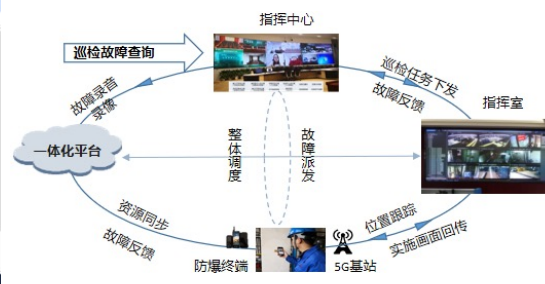 指挥中心
巡检故障查询
巡检任务下发
故障反馈
故障录音
录像
指挥室
一体化平台
整体调度
故障派发
资源同步
故障反馈
位置跟踪
实施画面回传
防爆终端
5G基站